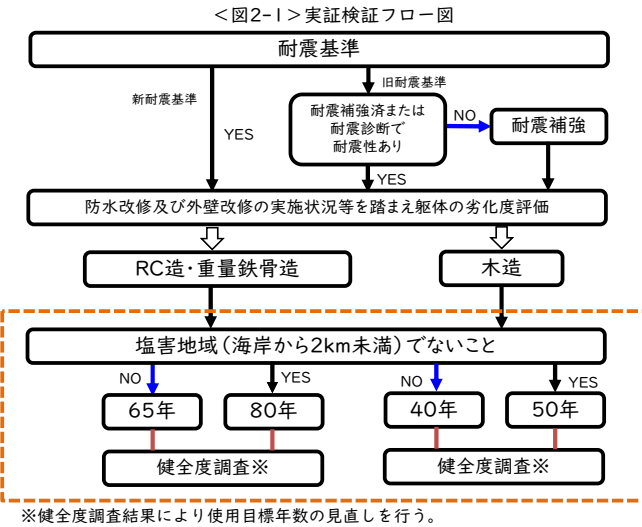 <図2-1>実証検証フロー図
耐震基準
新耐震基準
旧耐震基準
YES
耐震補強済または
耐震診断で
耐震性あり
NO
耐震補強
YES
防水改修及び外壁改修の実施状況等を踏まえ躯体の劣化度評価
RC造・重量鉄骨造
木造
塩害地域（海岸から2km未満）でないこと
NO
YES
NO
YES
65年
80年
40年
50年
健全度調査※
健全度調査※
※健全度調査結果により使用目標年数の見直しを行う。